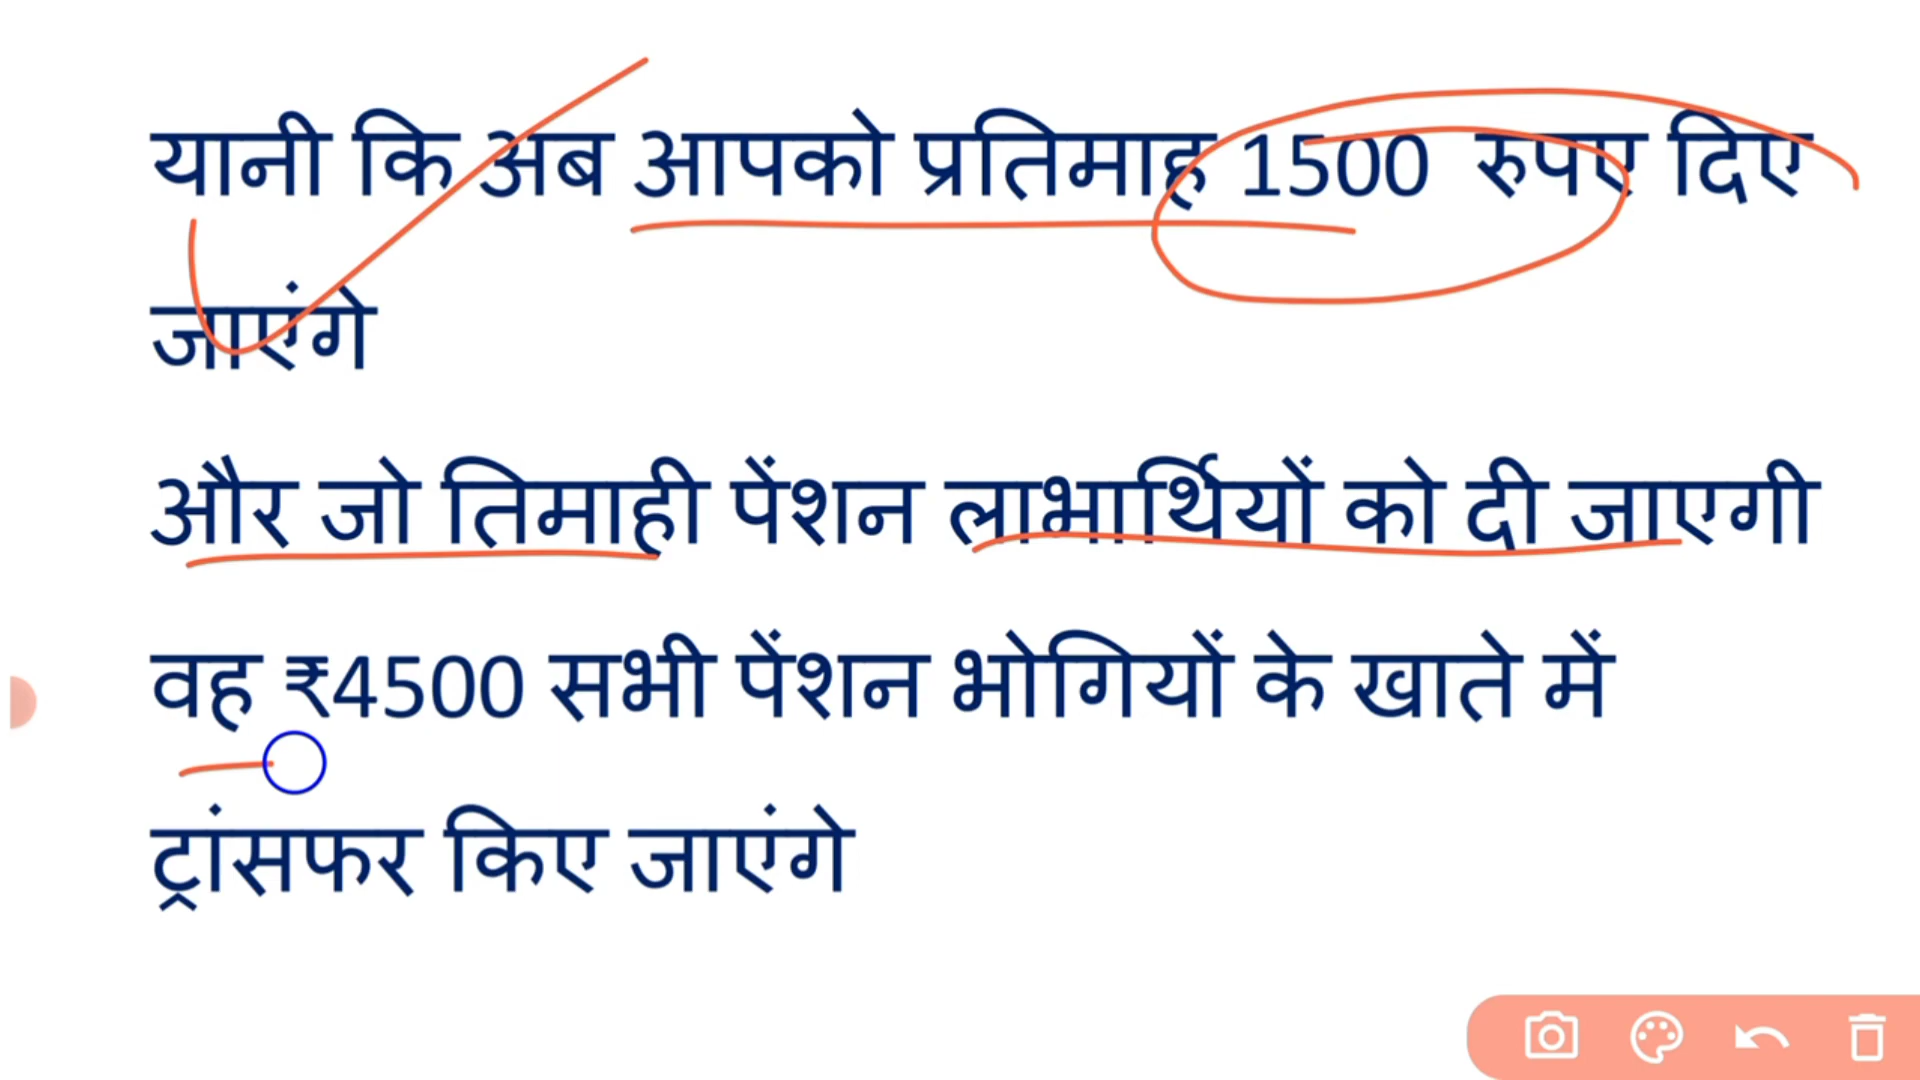 यानी कि अब आपको प्रतिमाह 1500 रुपए दिए
जाएंगे
और जो तिमाही पेंशन लाभार्थियों को दी जाएगी
वह ₹4500 सभी पेंशन भोगियों के खाते में
ट्रांसफर किए जाएंगे